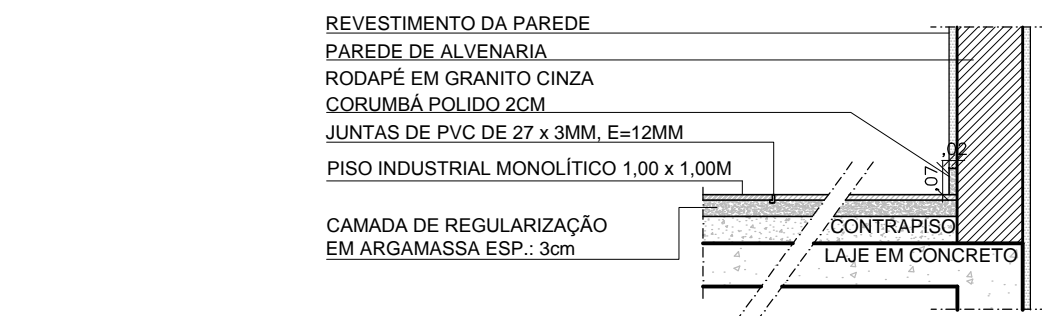 REVESTIMENTO DA PAREDE
PAREDE DE ALVENARIA
RODAPÉ EM GRANITO CINZA
CORUMBÁ POLIDO 2CM
JUNTAS DE PVC DE 27 x 3MM, E=12MM
PISO INDUSTRIAL MONOLÍTICO 1,00 x 1,00M
CAMADA DE REGULARIZAÇÃO
EM ARGAMASSA ESP.: 3cm
,02
,07
CONTRAPISO
LAJE EM CONCRETO